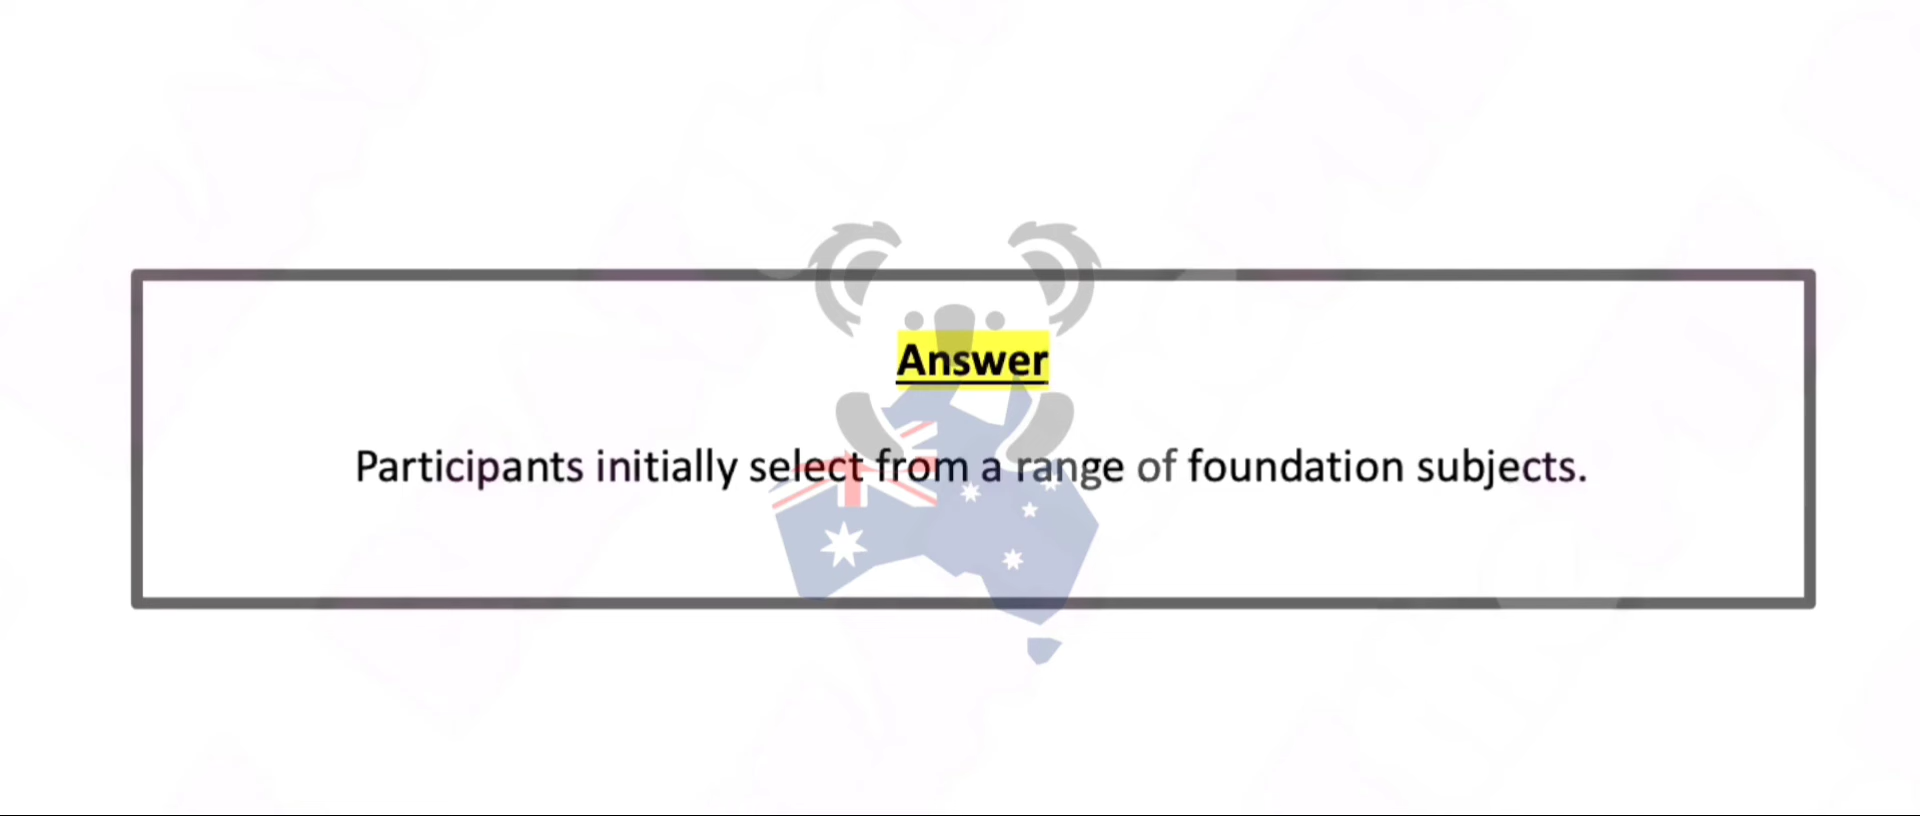 Answer
Participants initially select from a range of foundation subjects.